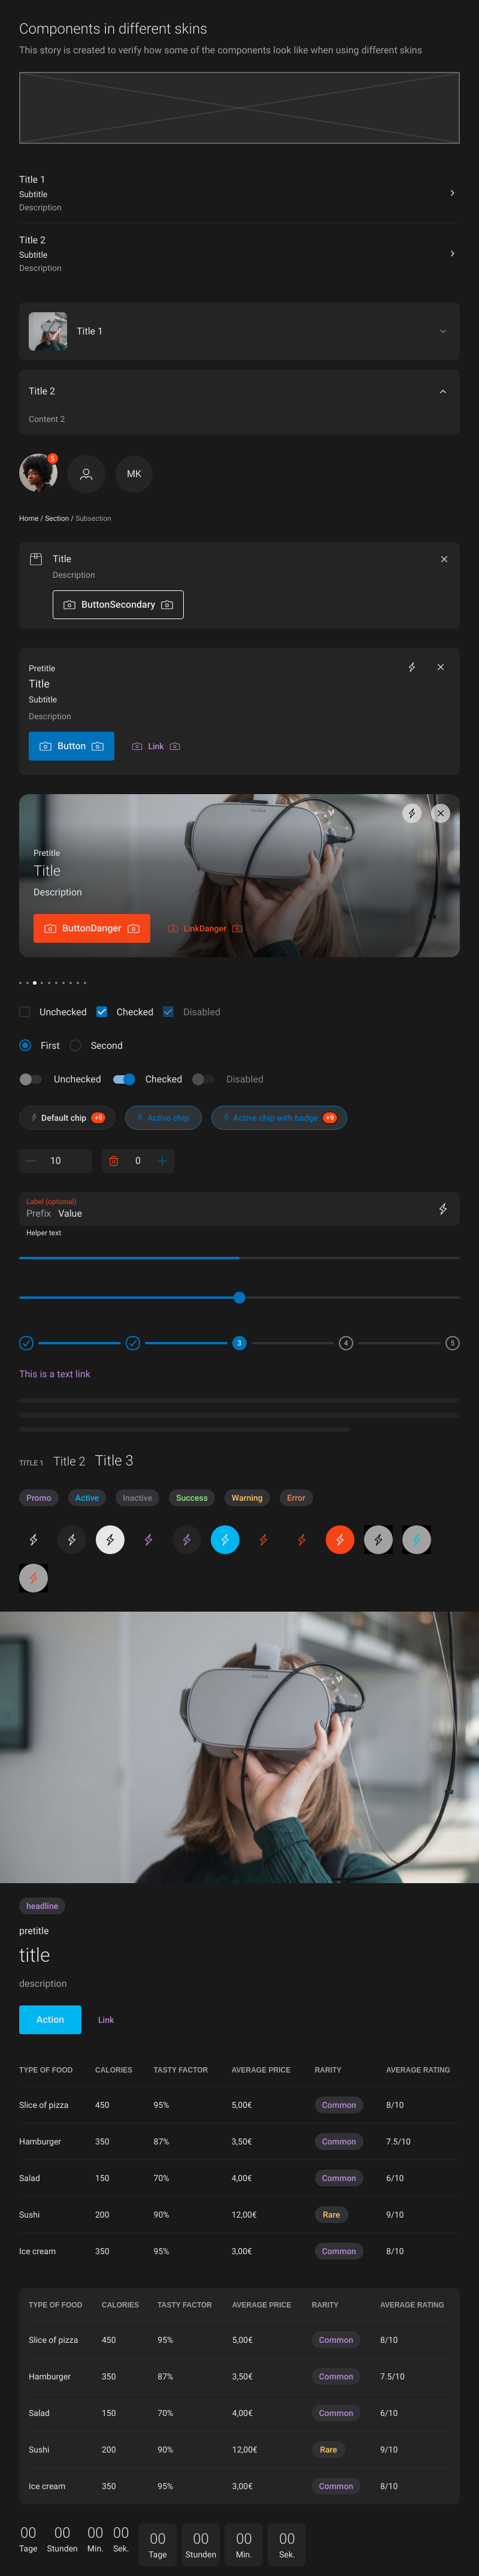 Components in different skins
This story is created to verify how some of the components look like when using different skins
Title 1
Subtitle
Description
Title 2
Subtitle
Description
Title 1
Title 2
Content 2
5
MK
Home / Section / Subsection
Title
Description
ButtonSecondary
Pretitle
Title
Subtitle
Description
Button Link
oculus
Pretitle
Title
Description
ButtonDanger LinkDanger
Unchecked Checked Disabled
First Second
Unchecked Checked Disabled
Default chip +9 Active chip Active chip with badge +9
10 0
Label (optional)
Prefix Value
Helper text
3 4 5
This is a text link
TITLE 1 Title 2 Title 3
Promo Active Inactive Success Warning Error
oculus
headline
pretitle
title
description
Action Link
TYPE OF FOOD CALORIES TASTY FACTOR AVERAGE PRICE RARITY AVERAGE RATING
Slice of pizza 450 95% 5,00€ Common 8/10
Hamburger 350 87% 3,50€ Common 7.5/10
Salad 150 70% 4,00€ Common 6/10
Sushi 200 90% 12,00€ Rare 9/10
Ice cream 350 95% 3,00€ Common 8/10
TYPE OF FOOD CALORIES TASTY FACTOR AVERAGE PRICE RARITY AVERAGE RATING
Slice of pizza 450 95% 5,00€ Common 8/10
Hamburger 350 87% 3,50€ Common 7.5/10
Salad 150 70% 4,00€ Common 6/10
Sushi 200 90% 12,00€ Rare 9/10
Ice cream 350 95% 3,00€ Common 8/10
00 00 00 00 00 00 00 00
Tage Stunden Min. Sek. Tage Stunden Min. Sek.